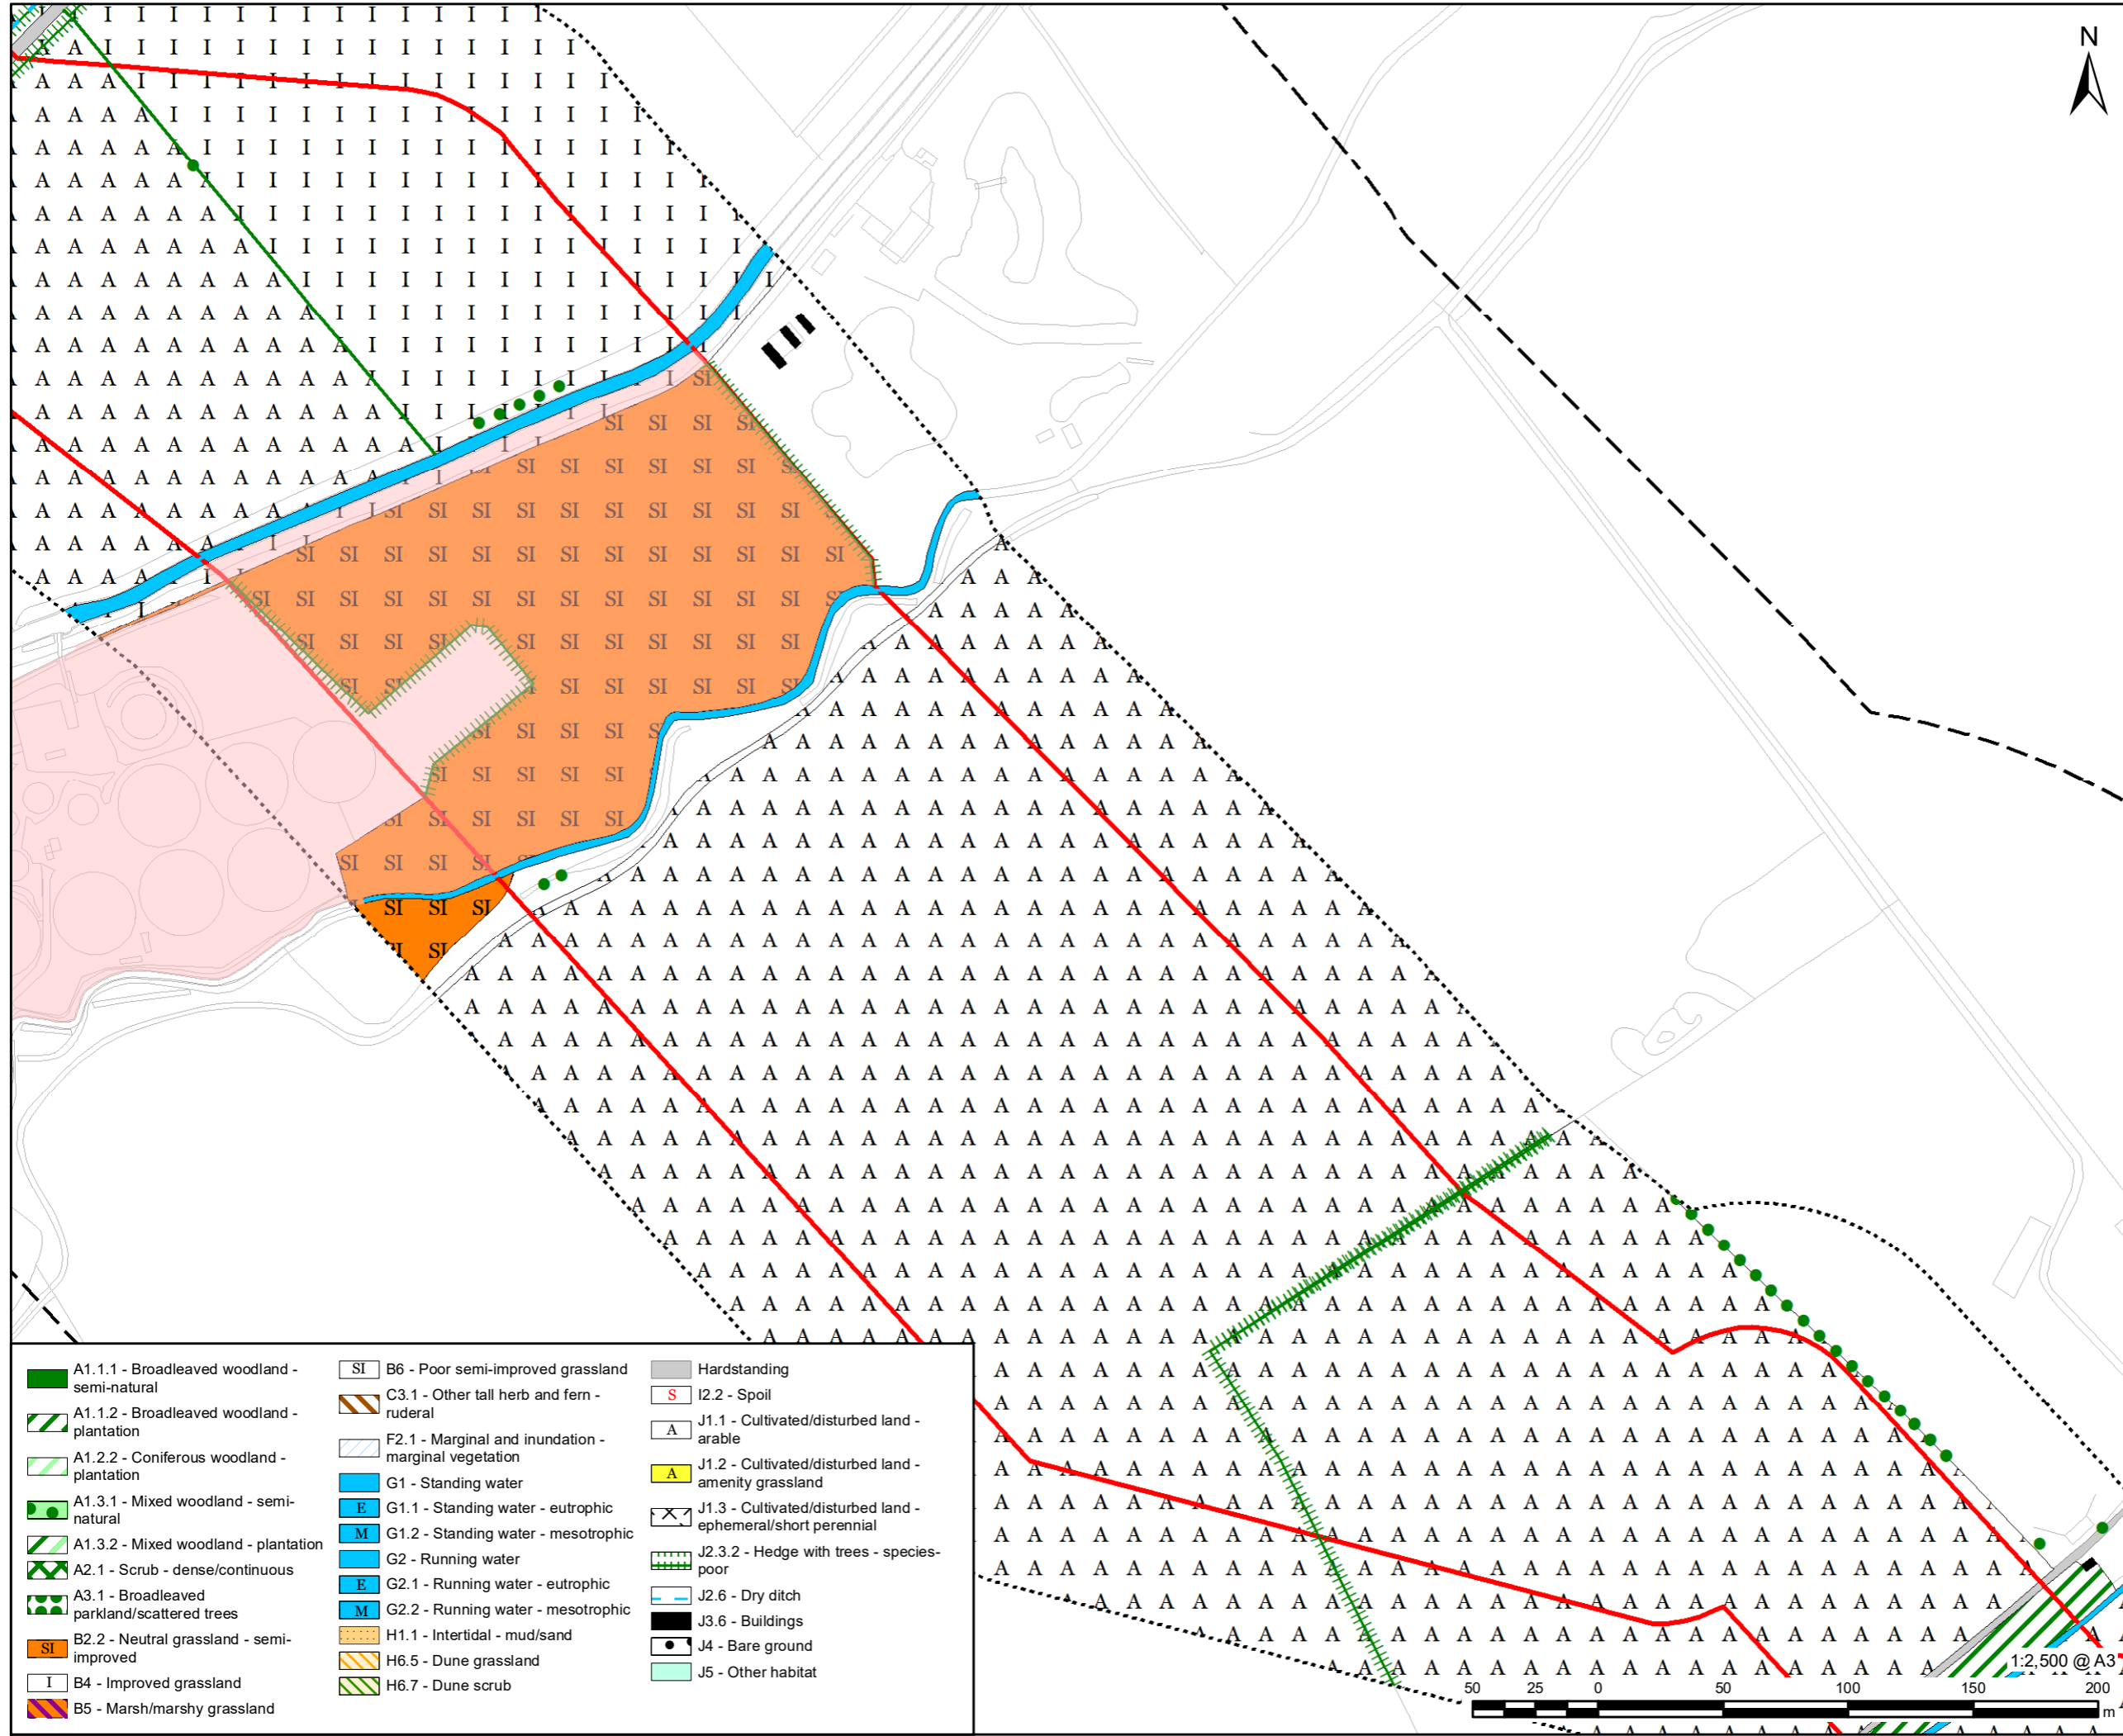 N
A1.1.1 - Broadleaved woodland -
semi-natural
A1.1.2 - Broadleaved woodland -
plantation
A1.2.2 - Coniferous woodland -
plantation
A1.3.1 - Mixed woodland - semi-
natural
A1.3.2 - Mixed woodland - plantation
A2.1 - Scrub - dense/continuous
A3.1 - Broadleaved
parkland/scattered trees
SI B2.2 - Neutral grassland - semi-
improved
I B4 - Improved grassland
B5 - Marsh/marshy grassland
SI B6 - Poor semi-improved grassland
C3.1 - Other tall herb and fern -
ruderal
F2.1 - Marginal and inundation -
marginal vegetation
G1 - Standing water
E G1.1 - Standing water - eutrophic
M G1.2 - Standing water - mesotrophic
G2 - Running water
E G2.1 - Running water - eutrophic
M G2.2 - Running water - mesotrophic
H1.1 - Intertidal - mud/sand
H6.5 - Dune grassland
H6.7 - Dune scrub
Hardstanding
S I2.2 - Spoil
A J1.1 - Cultivated/disturbed land -
arable
A J1.2 - Cultivated/disturbed land -
amenity grassland
J1.3 - Cultivated/disturbed land -
ephemeral/short perennial
J2.3.2 - Hedge with trees - species-
poor
J2.6 - Dry ditch
J3.6 - Buildings
J4 - Bare ground
J5 - Other habitat
1:2,500 @ A3
50 25 0 50 100 150 200
m